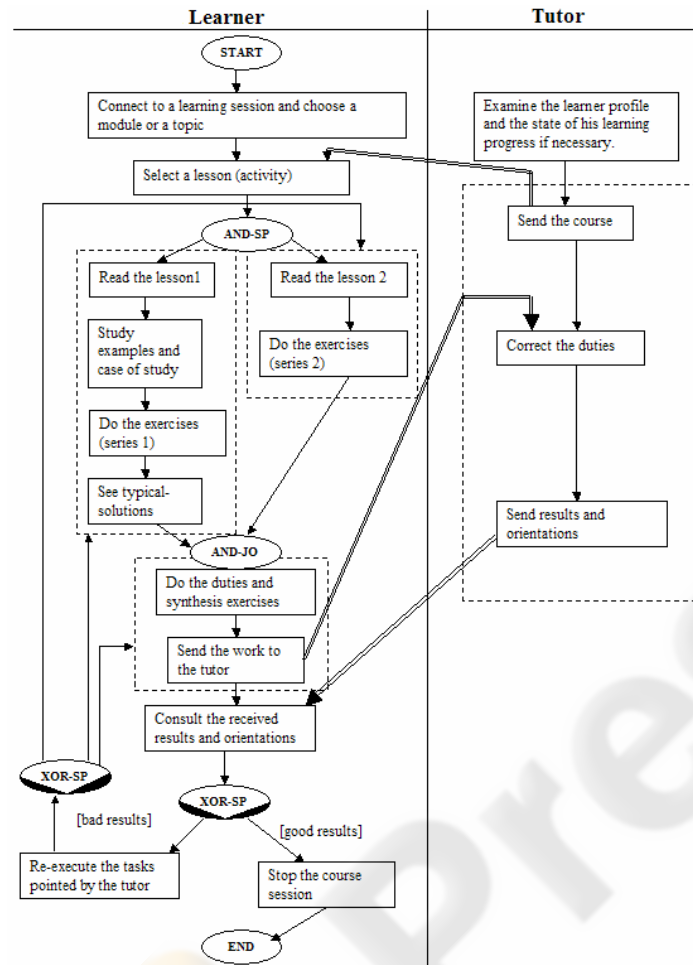 Learner
Tutor
START
Connect to a learning session and choose a
module or a topic
Examine the learner profile
and the state of his learning
progress if necessary.
Select a lesson (activity)
Send the course
AND-SP
Read the lesson1
Read the lesson 2
Study
examples and
case of study
Do the exercises
(series 2)
Correct the duties
Do the exercises
(series 1)
See typical-
solutions
Send results and
orientations
AND-JO
Do the duties and
synthesis exercises
Send the work to
the tutor
Consult the received
results and orientations
XOR-SP
XOR-SP
[bad results]
[good results]
Re-execute the tasks
pointed by the tutor
Stop the course
session
END